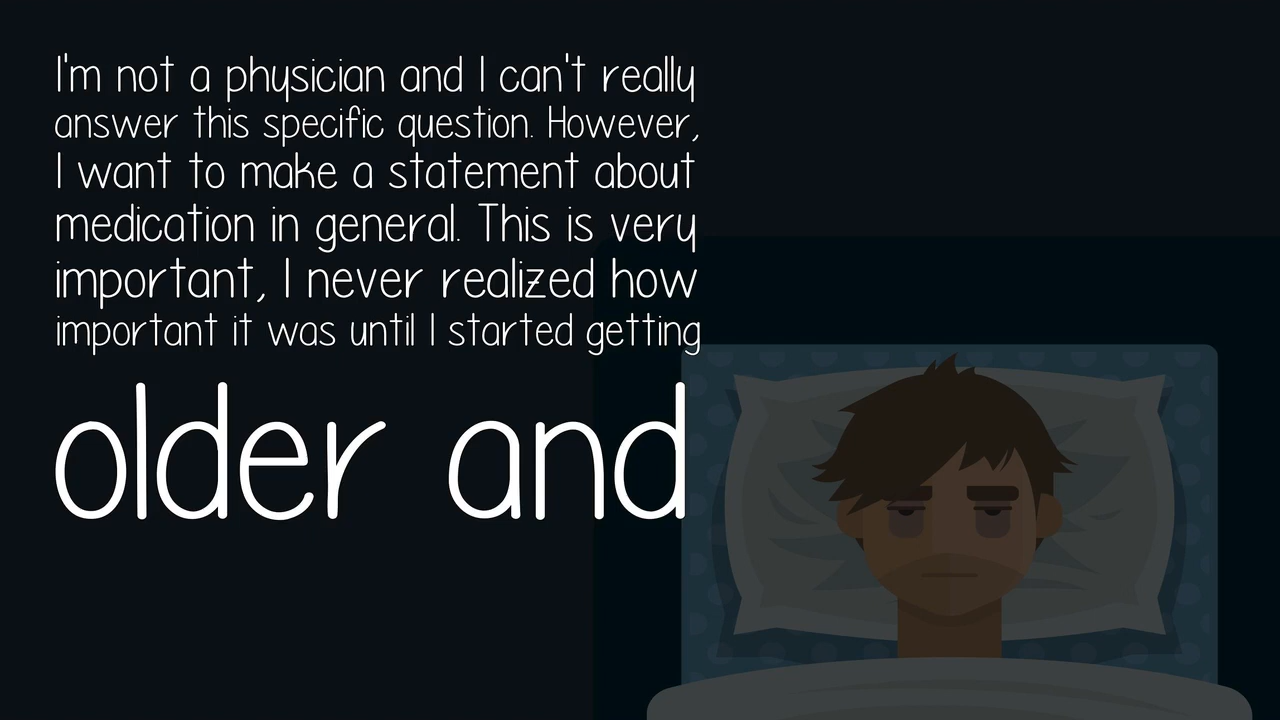 I'm not a physician and I can't really
answer this specific question. However,
I want to make a statement about
medication in general. This is very
important, I never realized how
important it was until I started getting
older and